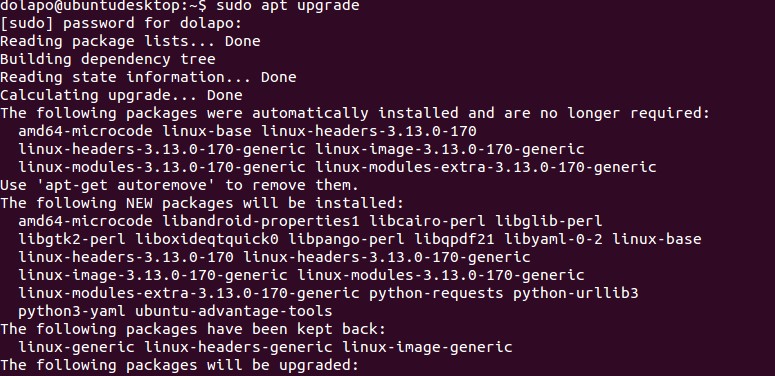 dolapo@ubuntudesktop:~$ sudo apt upgrade
[sudo] password for dolapo:
Reading package lists... Done
Building dependency tree
Reading state information... Done
Calculating upgrade... Done
The following packages were automatically installed and are no longer required:
  amd64-microcode linux-base linux-headers-3.13.0-170
  linux-headers-3.13.0-170-generic linux-image-3.13.0-170-generic
  linux-modules-3.13.0-170-generic linux-modules-extra-3.13.0-170-generic
Use 'apt-get autoremove' to remove them.
The following NEW packages will be installed:
  amd64-microcode libandroid-properties1 libcairo-perl libglib-perl
  libgtk2-perl liboxideqtquick0 libpango-perl libqpdf21 libyaml-0-2 linux-base
  linux-headers-3.13.0-170 linux-headers-3.13.0-170-generic
  linux-image-3.13.0-170-generic linux-modules-3.13.0-170-generic
  linux-modules-extra-3.13.0-170-generic python-requests python-urllib3
  python3-yaml ubuntu-advantage-tools
The following packages have been kept back:
  linux-generic linux-headers-generic linux-image-generic
The following packages will be upgraded: